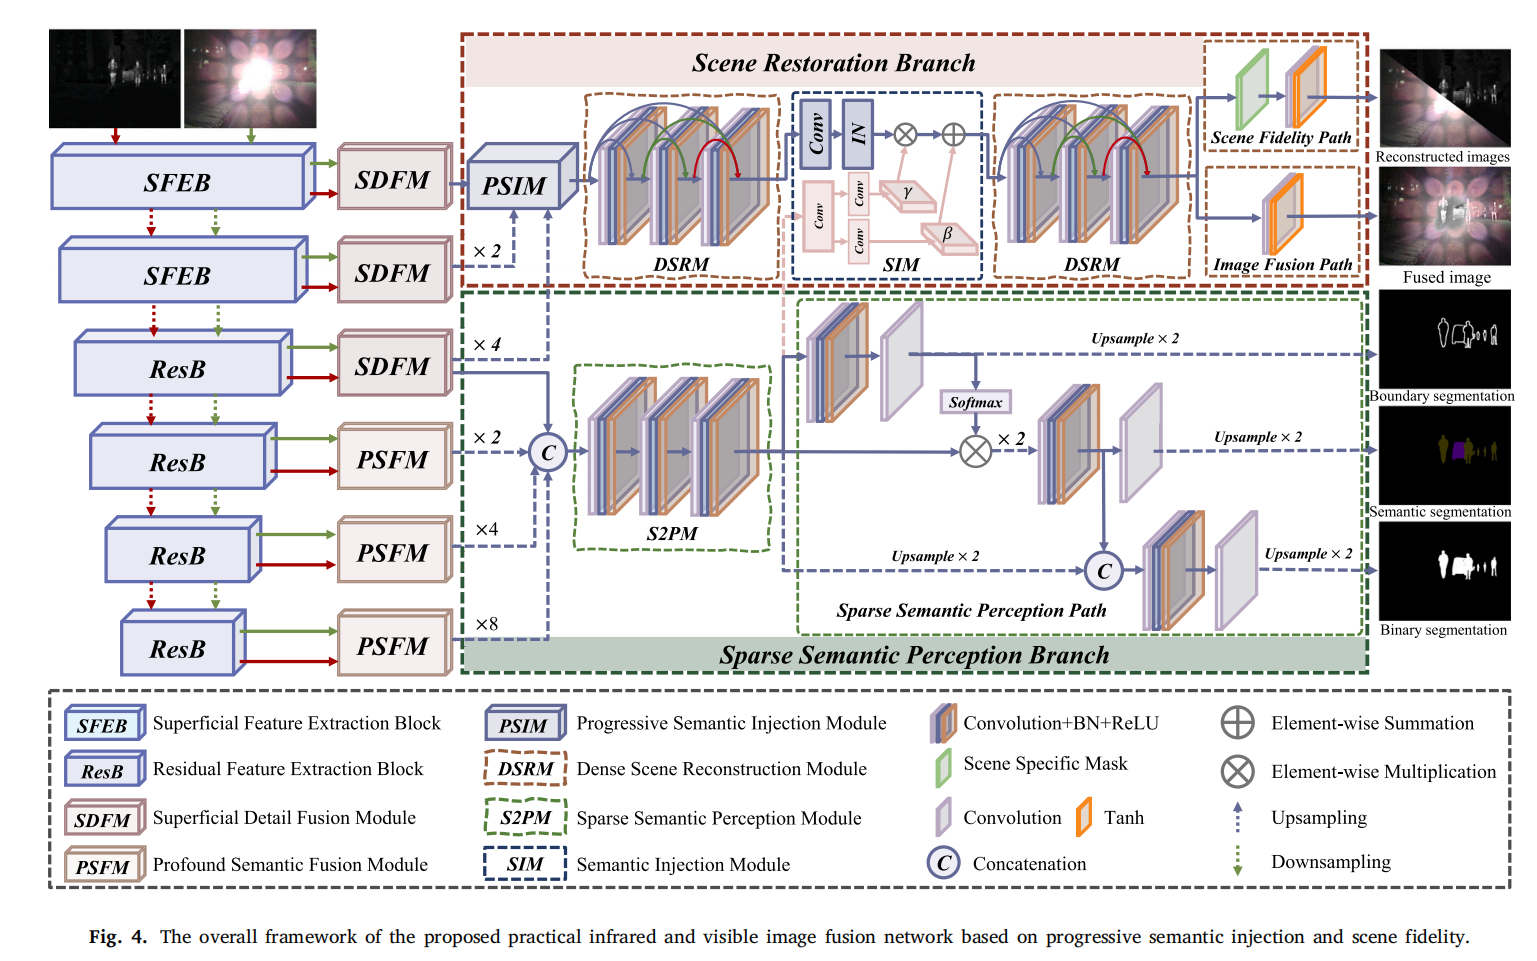 Scene Restoration Branch
SFEB
SDFM
PSIM
DSRM
Conv
IN
Conv
Conv
Conv
γ
β
SIM
DSRM
Scene Fidelity Path
Image Fusion Path
Reconstructed images
Fused image
SFEB
SDFM
× 2
ResB
SDFM
× 4
ResB
PSFM
× 2
C
S2PM
ResB
PSFM
×4
ResB
PSFM
×8
Upsample × 2
Softmax
× 2
Upsample × 2
Upsample × 2
C
Upsample × 2
Sparse Semantic Perception Path
Sparse Semantic Perception Branch
Boundary segmentation
Semantic segmentation
Binary segmentation
SFEB Superficial Feature Extraction Block
PSIM Progressive Semantic Injection Module
Convolution+BN+ReLU
Element-wise Summation
ResB Residual Feature Extraction Block
DSRM Dense Scene Reconstruction Module
Scene Specific Mask
Element-wise Multiplication
SDFM Superficial Detail Fusion Module
S2PM Sparse Semantic Perception Module
Convolution Tanh
Upsampling
PSFM Profound Semantic Fusion Module
SIM Semantic Injection Module
C Concatenation
Downsampling
Fig. 4. The overall framework of the proposed practical infrared and visible image fusion network based on progressive semantic injection and scene fidelity.